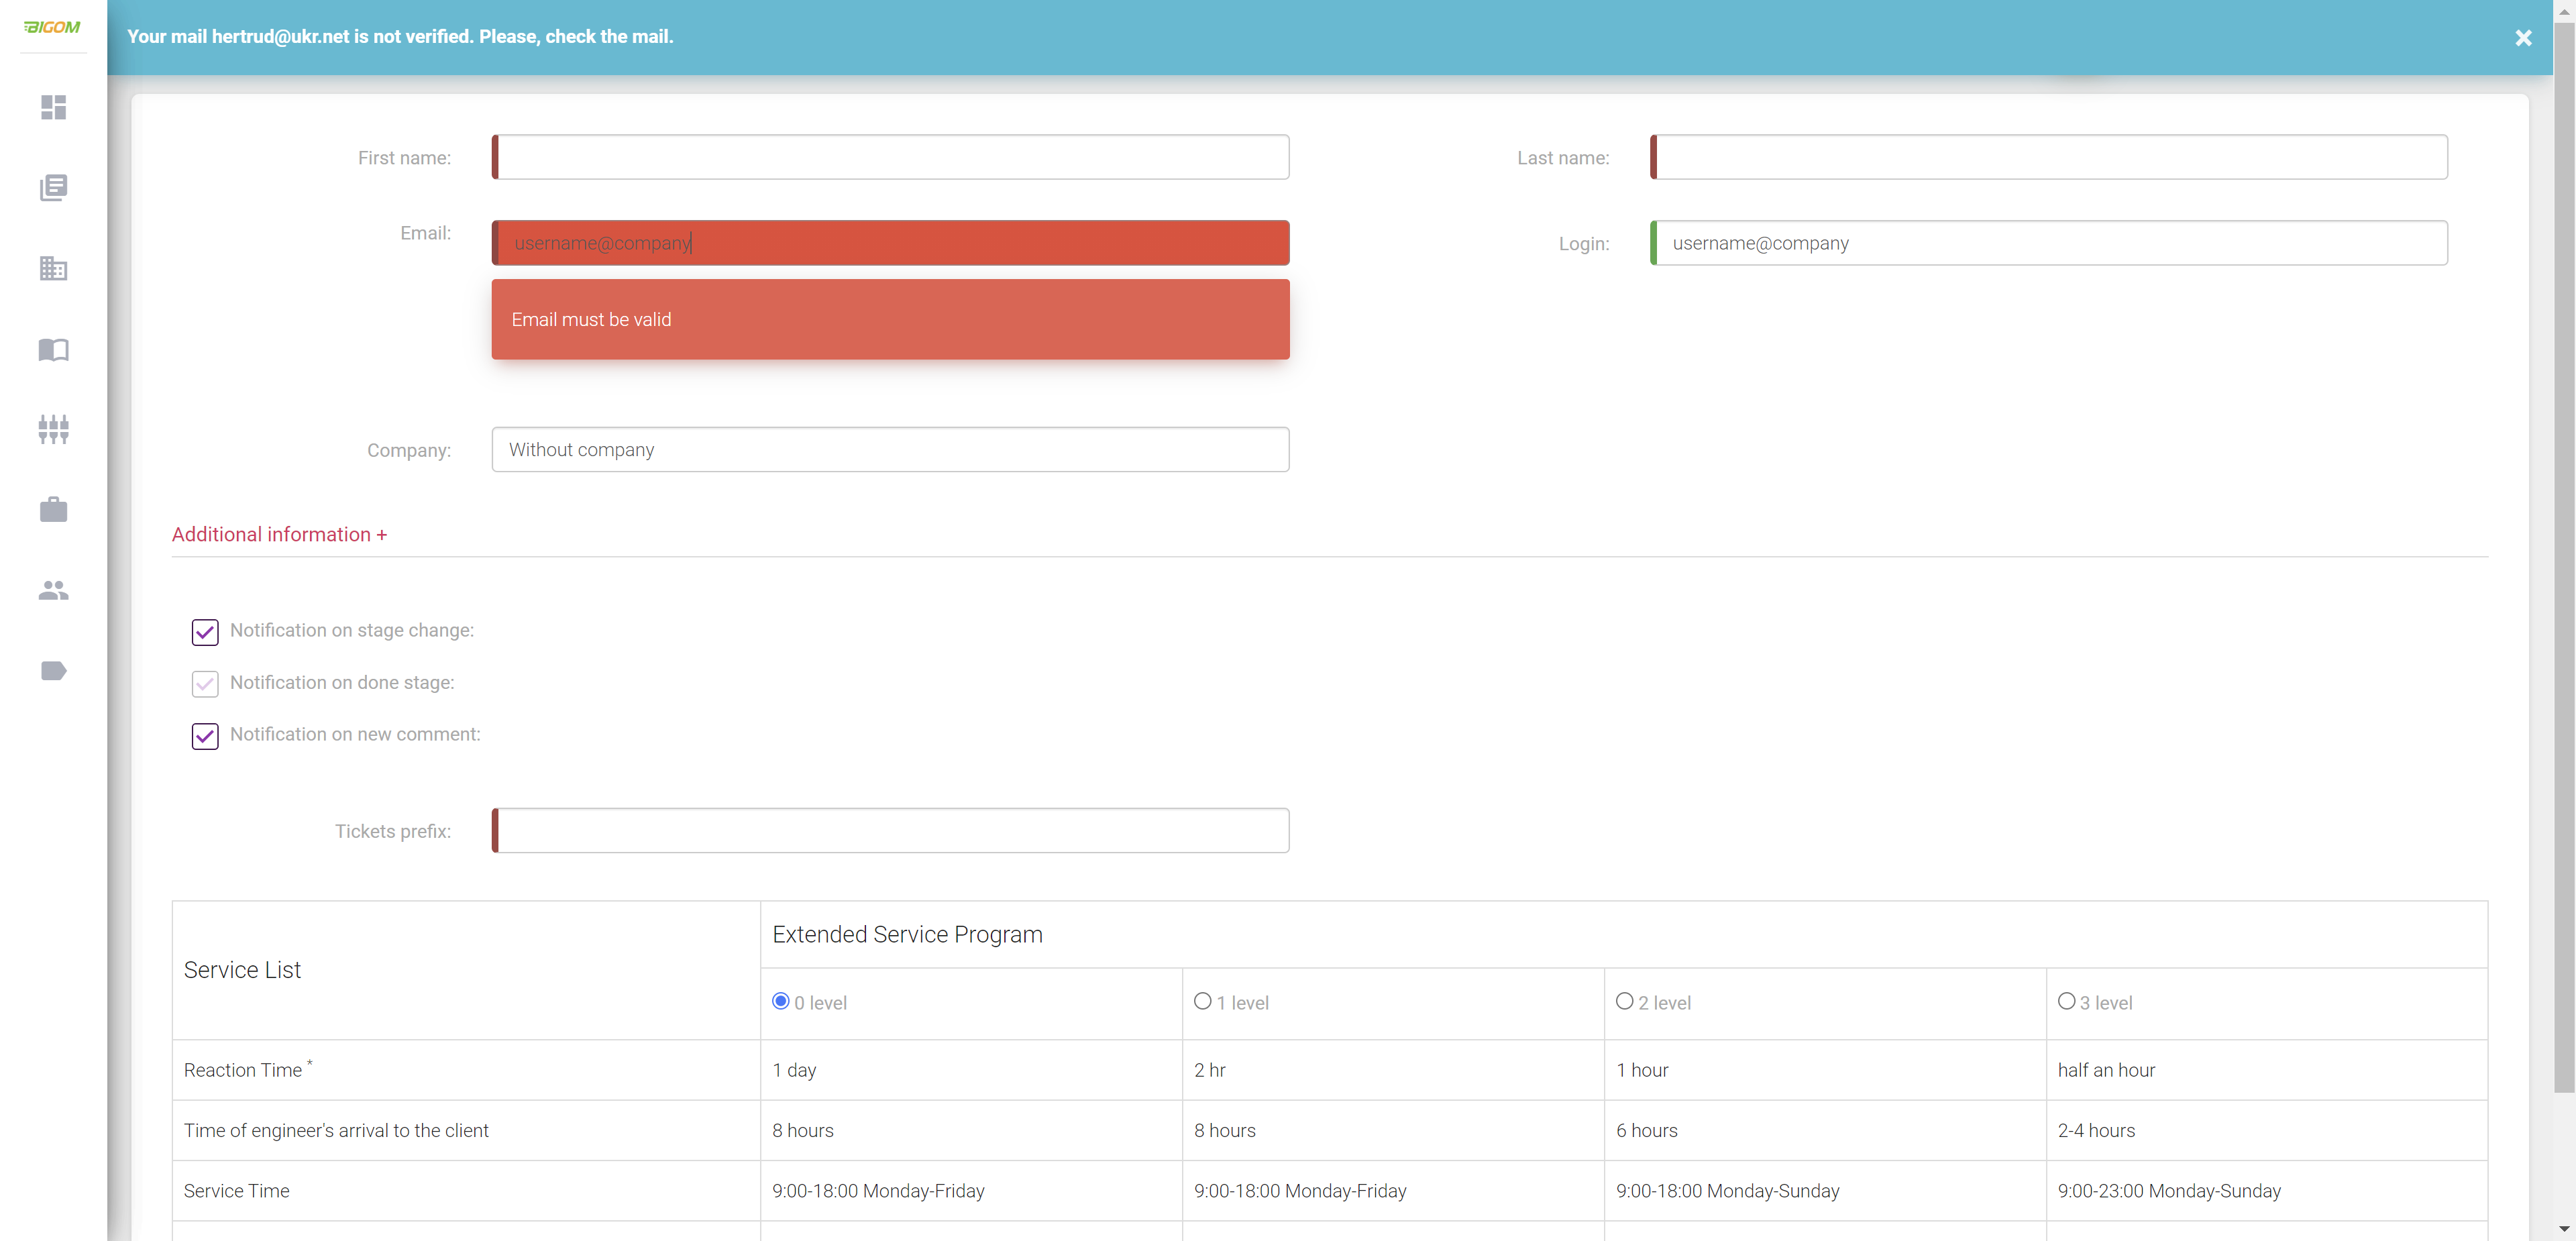 BIGOM
Your mail hertrud@ukr.net is not verified. Please, check the mail.
First name:
Last name:
Email:
username@company
Login:
username@company
Email must be valid
Company:
Without company
Additional information +
Notification on stage change:
Notification on done stage:
Notification on new comment:
Tickets prefix:
Service List
Extended Service Program
0 level
1 level
2 level
3 level
Reaction Time *
1 day
2 hr
1 hour
half an hour
Time of engineer's arrival to the client
8 hours
8 hours
6 hours
2-4 hours
Service Time
9:00-18:00 Monday-Friday
9:00-18:00 Monday-Friday
9:00-18:00 Monday-Sunday
9:00-23:00 Monday-Sunday